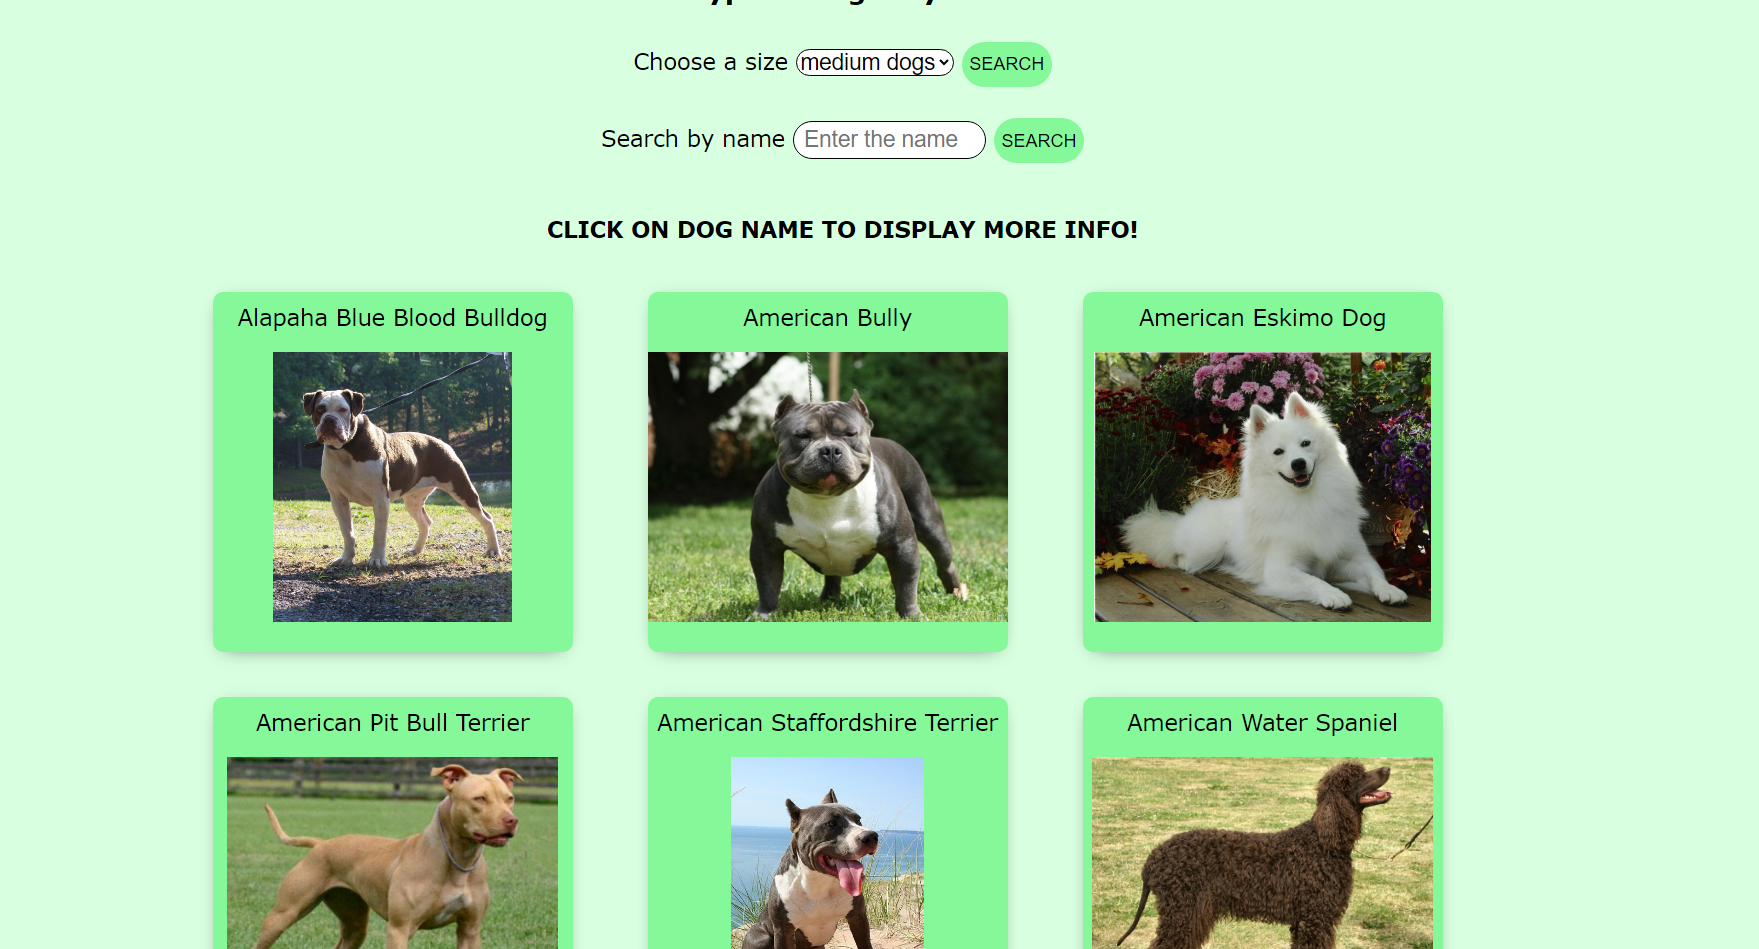 Choose a size medium dogs SEARCH
Search by name Enter the name SEARCH
CLICK ON DOG NAME TO DISPLAY MORE INFO!
Alapaha Blue Blood Bulldog
American Bully
American Eskimo Dog
American Pit Bull Terrier
American Staffordshire Terrier
American Water Spaniel